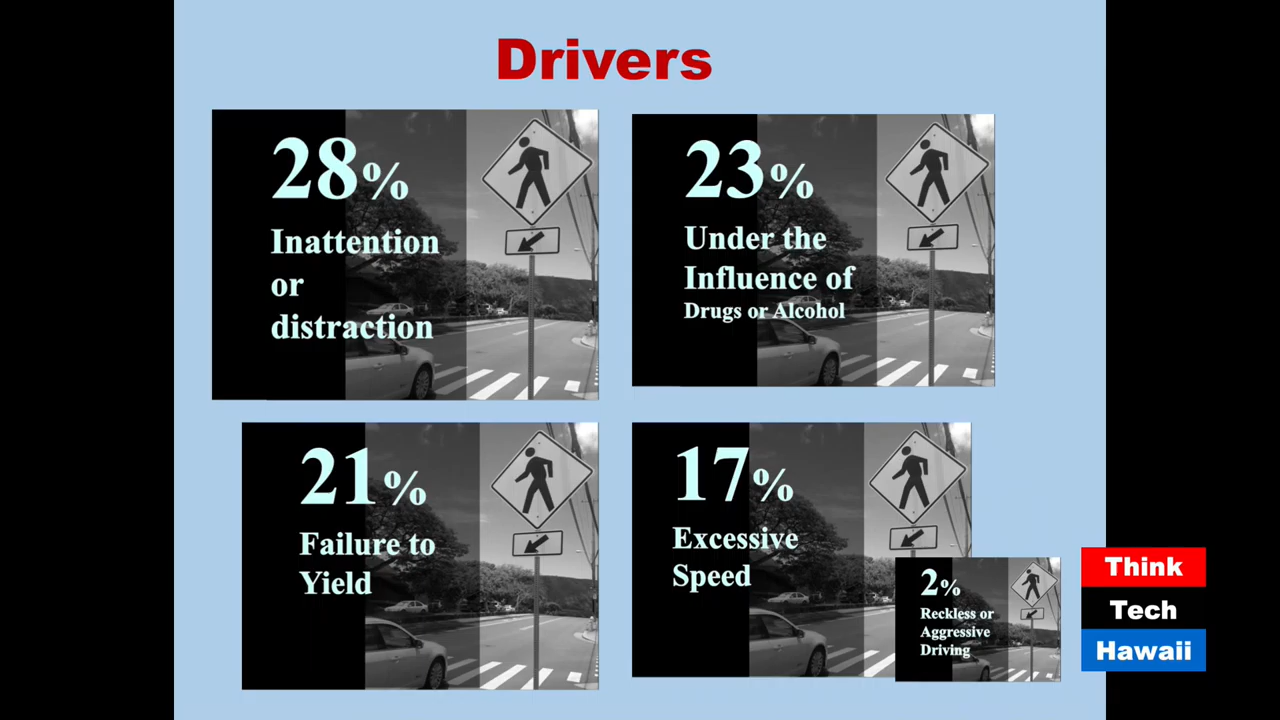 Drivers
28%
Inattention
or
distraction
23%
Under the
Influence of
Drugs or Alcohol
21%
Failure to
Yield
17%
Excessive
Speed
2%
Reckless or
Aggressive
Driving
Think
Tech
Hawaii